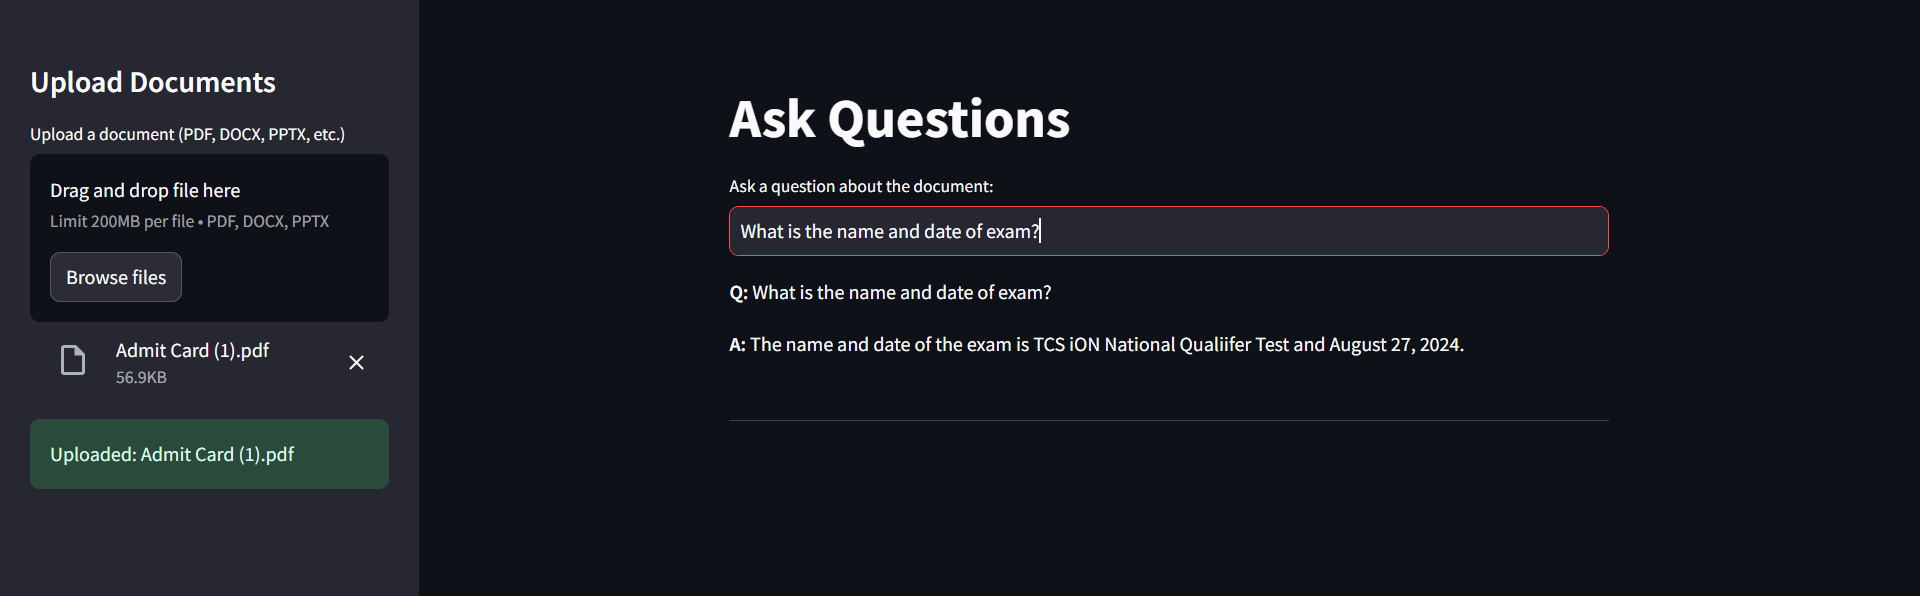 Upload Documents
Upload a document (PDF, DOCX, PPTX, etc.)
Drag and drop file here
Limit 200MB per file • PDF, DOCX, PPTX
Browse files
Admit Card (1).pdf
56.9KB
Uploaded: Admit Card (1).pdf
Ask Questions
Ask a question about the document:
What is the name and date of exam?
Q: What is the name and date of exam?
A: The name and date of the exam is TCS iON National Qualiifer Test and August 27, 2024.